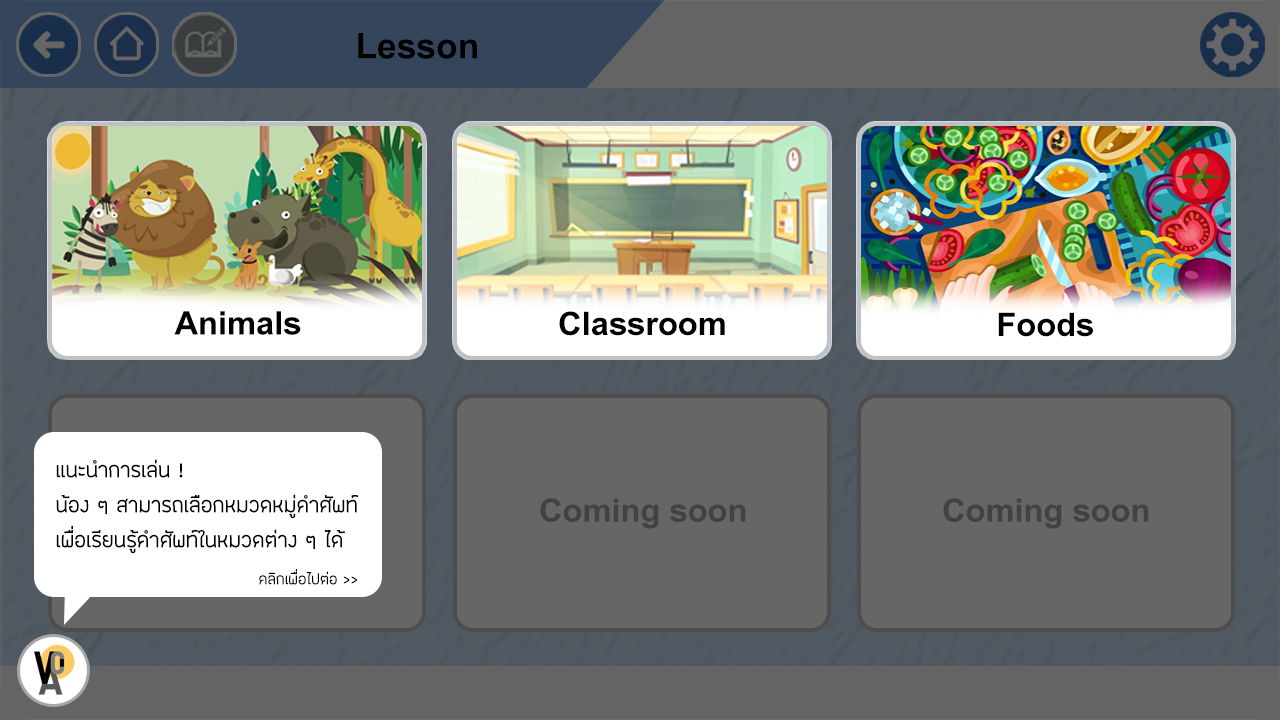 Lesson
Animals
Classroom
Foods
แนะนำการเล่น !
น้อง ๆ สามารถเลือกหมวดหมู่คำศัพท์
เพื่อเรียนรู้คำศัพท์ในหมวดต่าง ๆ ได้
คลิกเพื่อไปต่อ >>
Coming soon
Coming soon
VCA